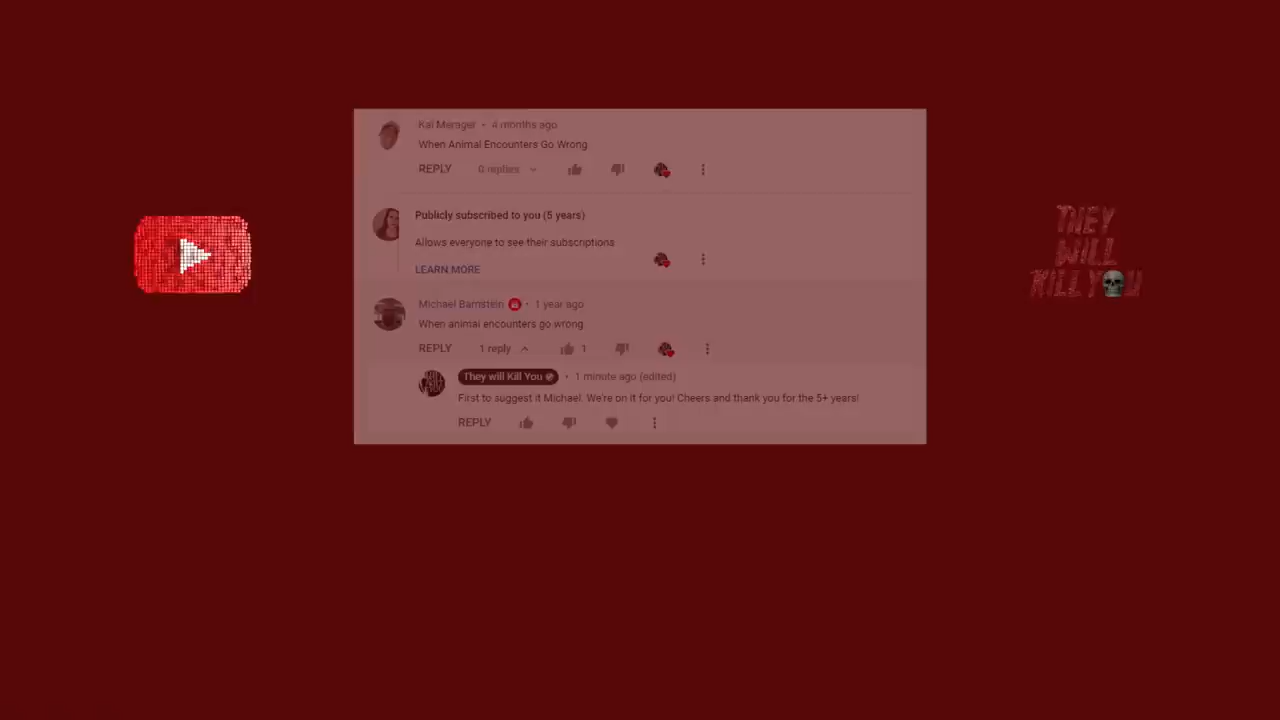 Kal Merager • 4 months ago
When Animal Encounters Go Wrong
REPLY 0 replies
Publicly subscribed to you (5 years)
Allows everyone to see their subscriptions
LEARN MORE
Michael Barnstein • 1 year ago
When animal encounters go wrong
REPLY 1 reply 1
They will Kill You • 1 minute ago (edited)
First to suggest it Michael. We're on it for you! Cheers and thank you for the 5+ years!
REPLY
THEY
WILL
KILL YOU